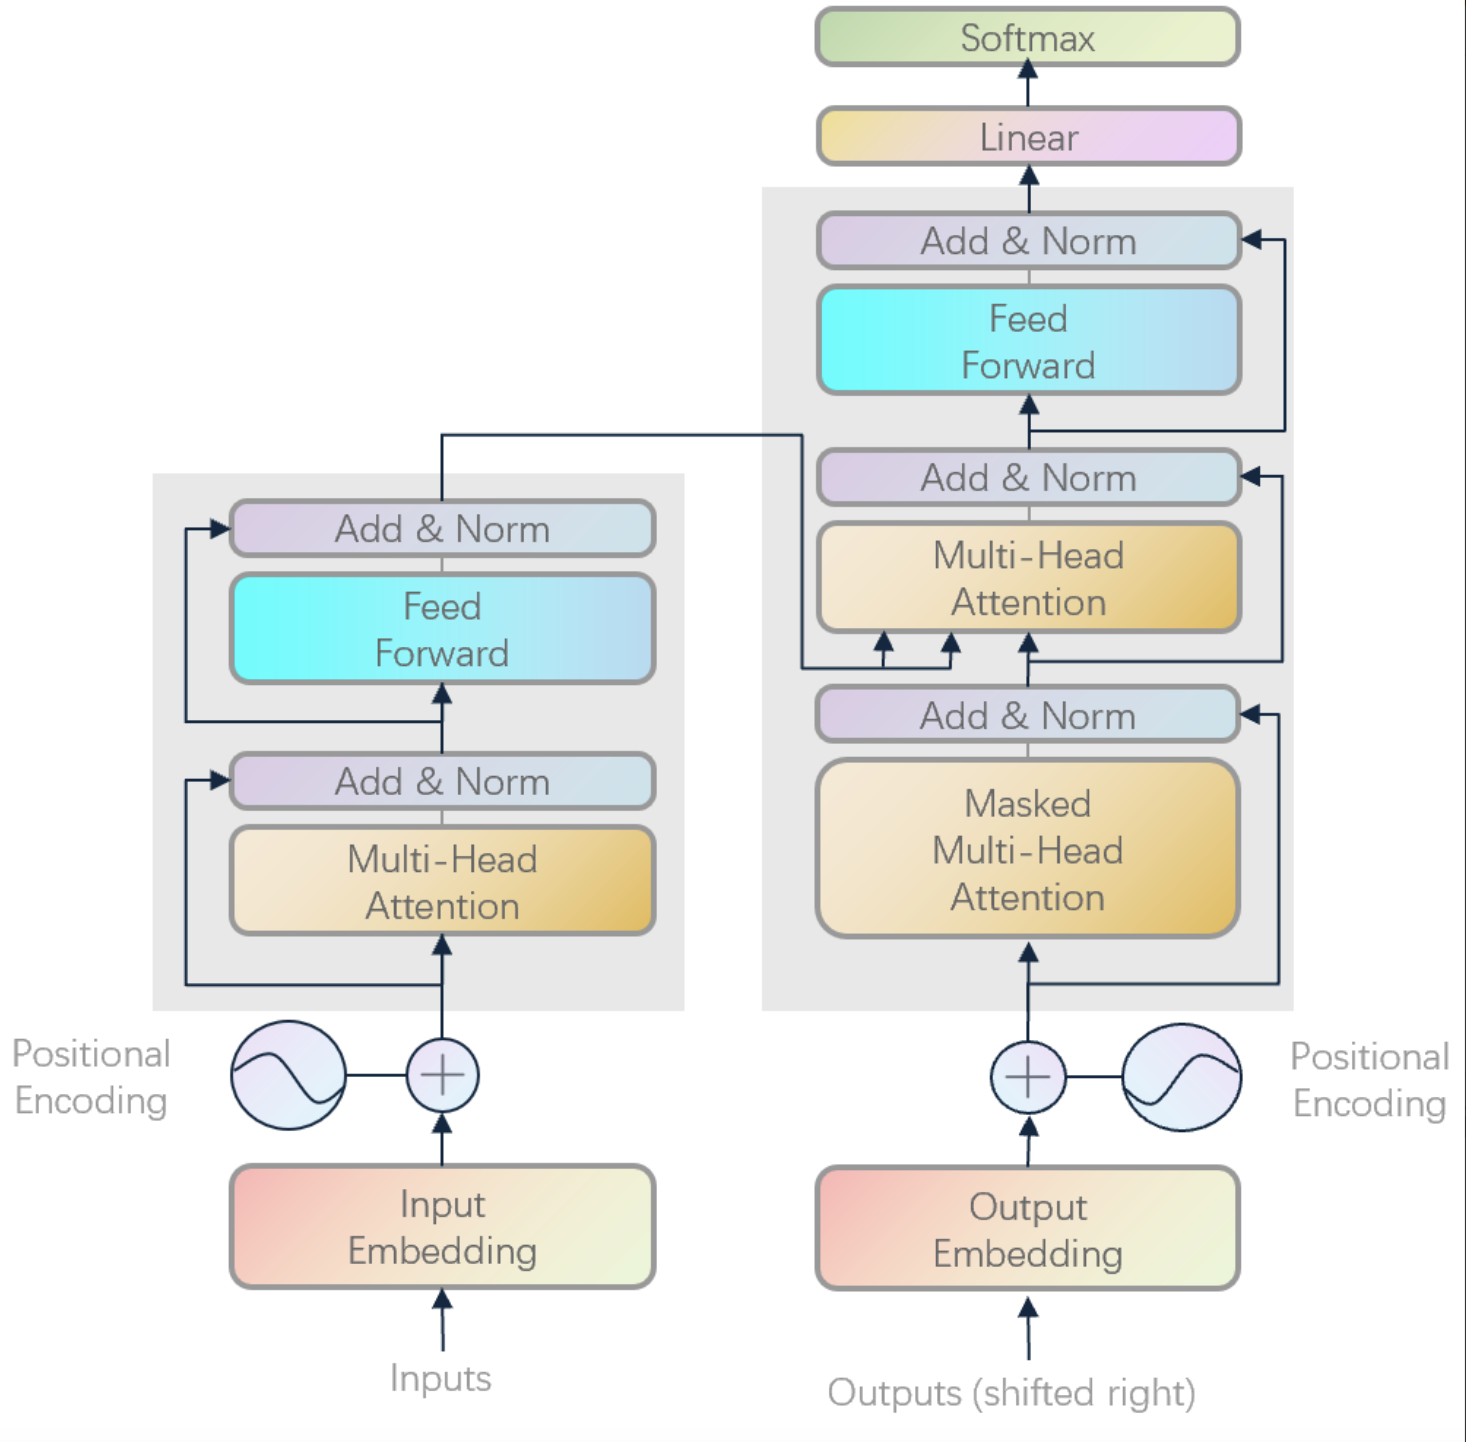 Softmax
Linear
Add & Norm
Feed
Forward
Add & Norm
Multi-Head
Attention
Add & Norm
Masked
Multi-Head
Attention
Add & Norm
Feed
Forward
Add & Norm
Multi-Head
Attention
Positional
Encoding
Positional
Encoding
Input
Embedding
Output
Embedding
Inputs
Outputs (shifted right)